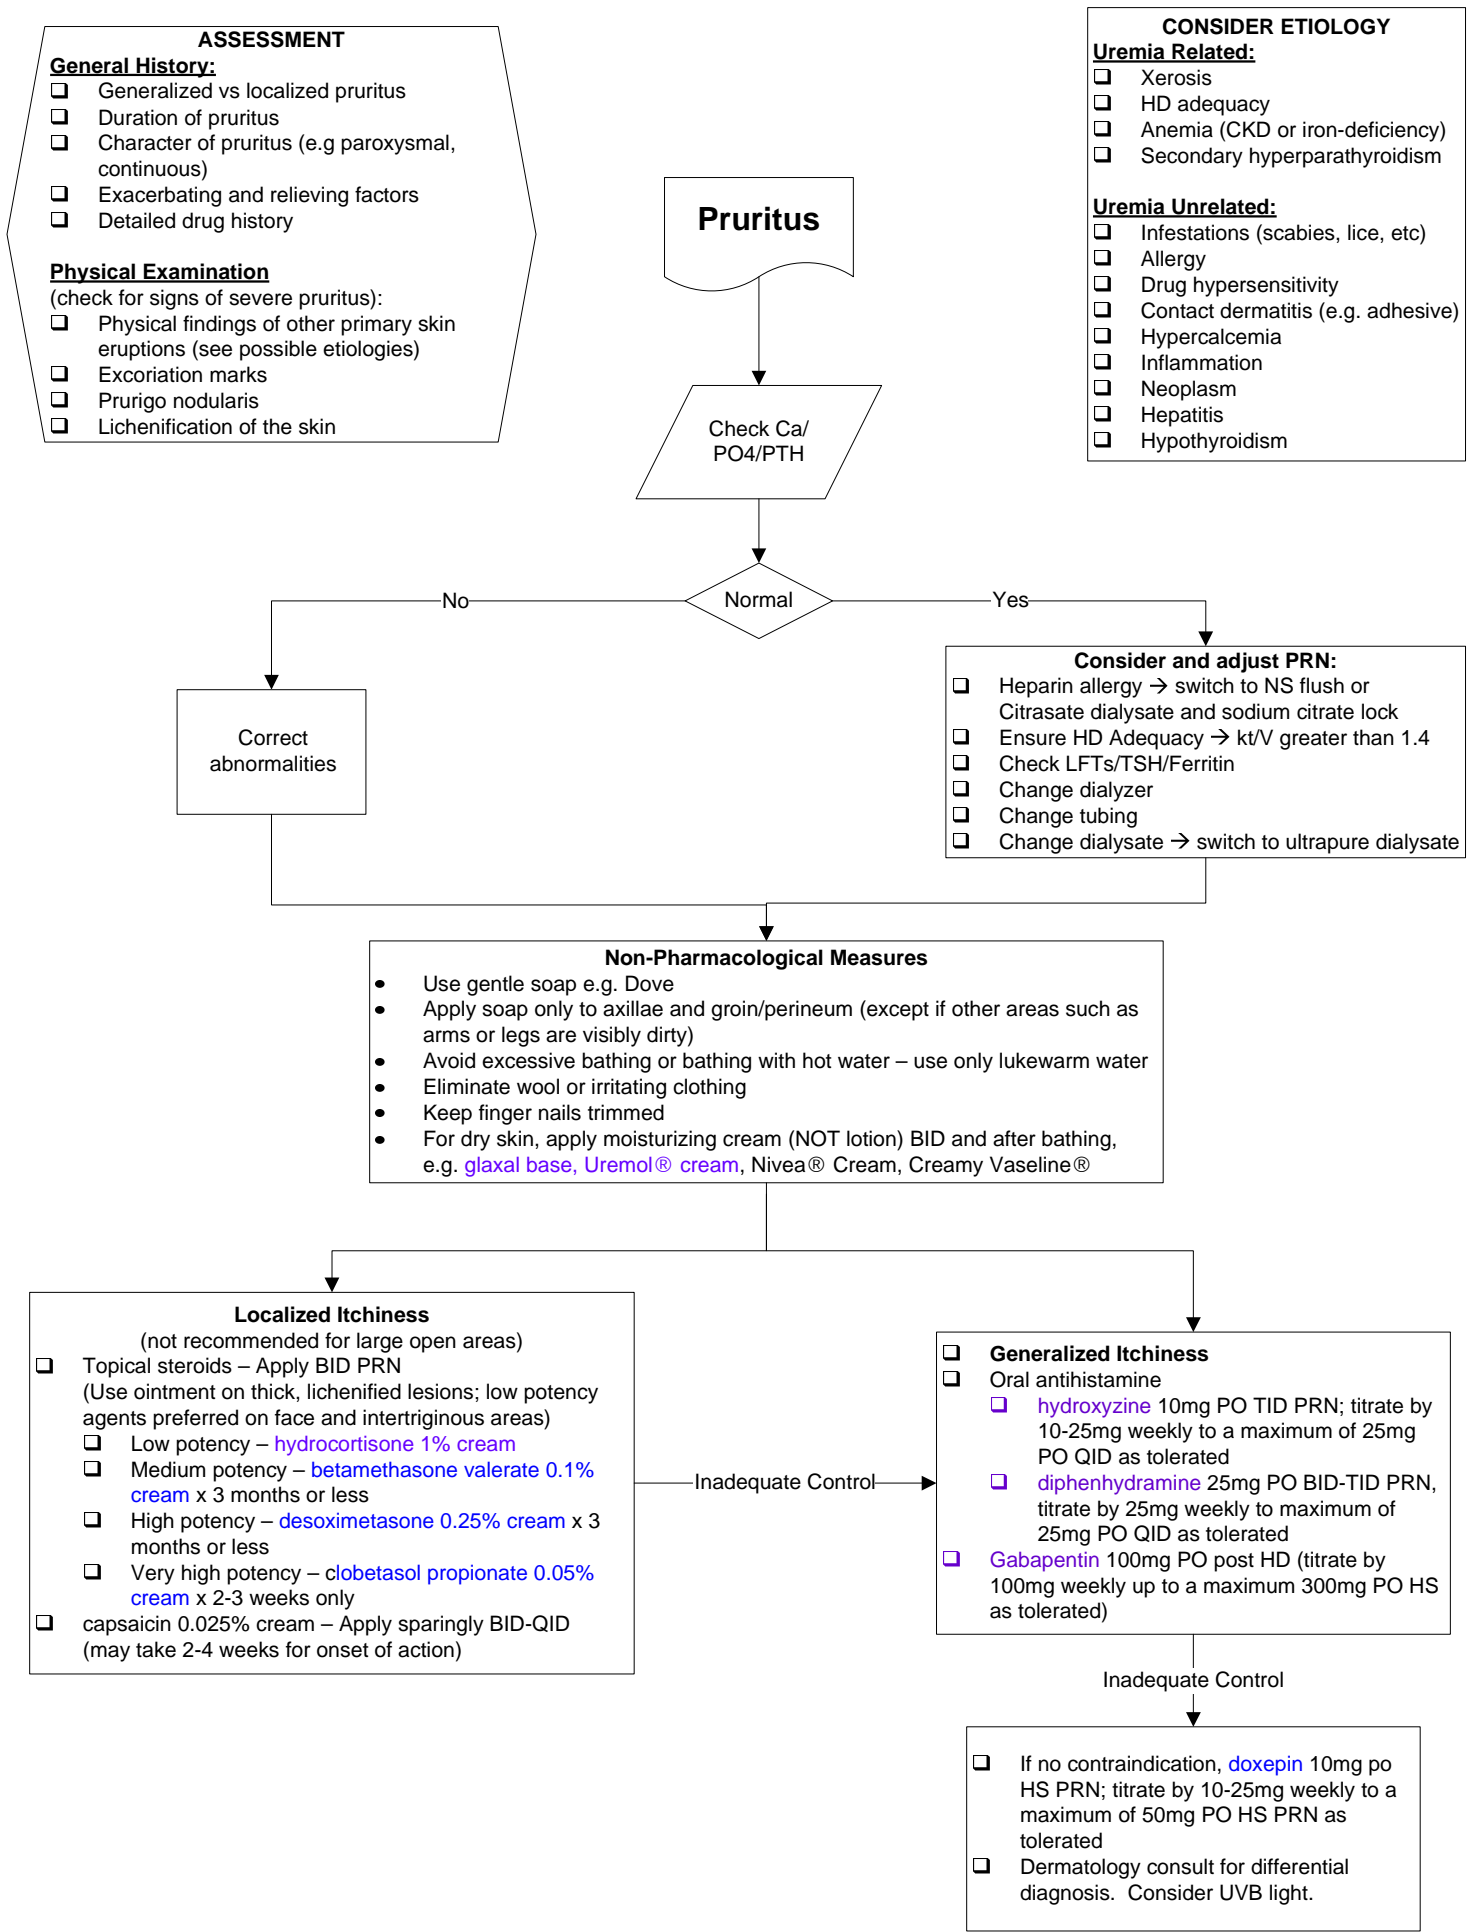 ASSESSMENT
General History:
❑ Generalized vs localized pruritus
❑ Duration of pruritus
❑ Character of pruritus (e.g paroxysmal,
continuous)
❑ Exacerbating and relieving factors
❑ Detailed drug history
Physical Examination
(check for signs of severe pruritus):
❑ Physical findings of other primary skin
eruptions (see possible etiologies)
❑ Excoriation marks
❑ Prurigo nodularis
❑ Lichenification of the skin
CONSIDER ETIOLOGY
Uremia Related:
❑ Xerosis
❑ HD adequacy
❑ Anemia (CKD or iron-deficiency)
❑ Secondary hyperparathyroidism
Uremia Unrelated:
❑ Infestations (scabies, lice, etc)
❑ Allergy
❑ Drug hypersensitivity
❑ Contact dermatitis (e.g. adhesive)
❑ Hypercalcemia
❑ Inflammation
❑ Neoplasm
❑ Hepatitis
❑ Hypothyroidism
Pruritus
Check Ca/
PO4/PTH
Normal
No
Yes
Correct
abnormalities
Consider and adjust PRN:
❑ Heparin allergy → switch to NS flush or
Citrasate dialysate and sodium citrate lock
❑ Ensure HD Adequacy → kt/V greater than 1.4
❑ Check LFTs/TSH/Ferritin
❑ Change dialyzer
❑ Change tubing
❑ Change dialysate → switch to ultrapure dialysate
Non-Pharmacological Measures
• Use gentle soap e.g. Dove
• Apply soap only to axillae and groin/perineum (except if other areas such as
arms or legs are visibly dirty)
• Avoid excessive bathing or bathing with hot water – use only lukewarm water
• Eliminate wool or irritating clothing
• Keep finger nails trimmed
• For dry skin, apply moisturizing cream (NOT lotion) BID and after bathing,
e.g. glaxal base, Uremol® cream, Nivea® Cream, Creamy Vaseline®
Localized Itchiness
(not recommended for large open areas)
❑ Topical steroids – Apply BID PRN
(Use ointment on thick, lichenified lesions; low potency
agents preferred on face and intertriginous areas)
❑ Low potency – hydrocortisone 1% cream
❑ Medium potency – betamethasone valerate 0.1%
cream x 3 months or less
❑ High potency – desoximetasone 0.25% cream x 3
months or less
❑ Very high potency – clobetasol propionate 0.05%
cream x 2-3 weeks only
❑ capsaicin 0.025% cream – Apply sparingly BID-QID
(may take 2-4 weeks for onset of action)
Inadequate Control
❑ Generalized Itchiness
❑ Oral antihistamine
❑ hydroxyzine 10mg PO TID PRN; titrate by
10-25mg weekly to a maximum of 25mg
PO QID as tolerated
❑ diphenhydramine 25mg PO BID-TID PRN,
titrate by 25mg weekly to maximum of
25mg PO QID as tolerated
❑ Gabapentin 100mg PO post HD (titrate by
100mg weekly up to a maximum 300mg PO HS
as tolerated)
Inadequate Control
❑ If no contraindication, doxepin 10mg po
HS PRN; titrate by 10-25mg weekly to a
maximum of 50mg PO HS PRN as
tolerated
❑ Dermatology consult for differential
diagnosis. Consider UVB light.